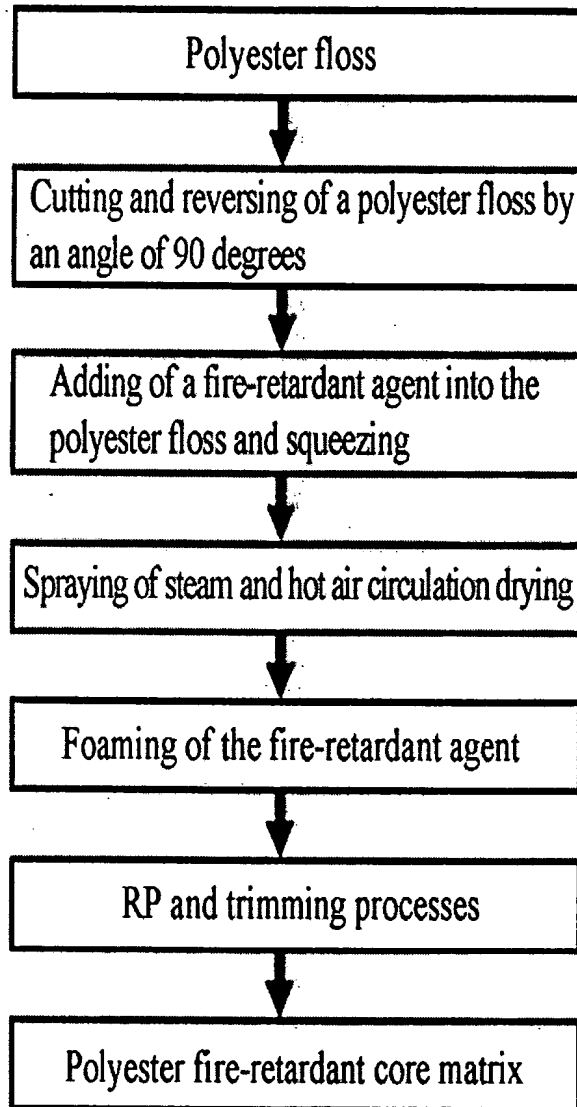 Polyester floss
Cutting and reversing of a polyester floss by
an angle of 90 degrees
Adding of a fire-retardant agent into the
polyester floss and squeezing
Spraying of steam and hot air circulation drying
Foaming of the fire-retardant agent
RP and trimming processes
Polyester fire-retardant core matrix